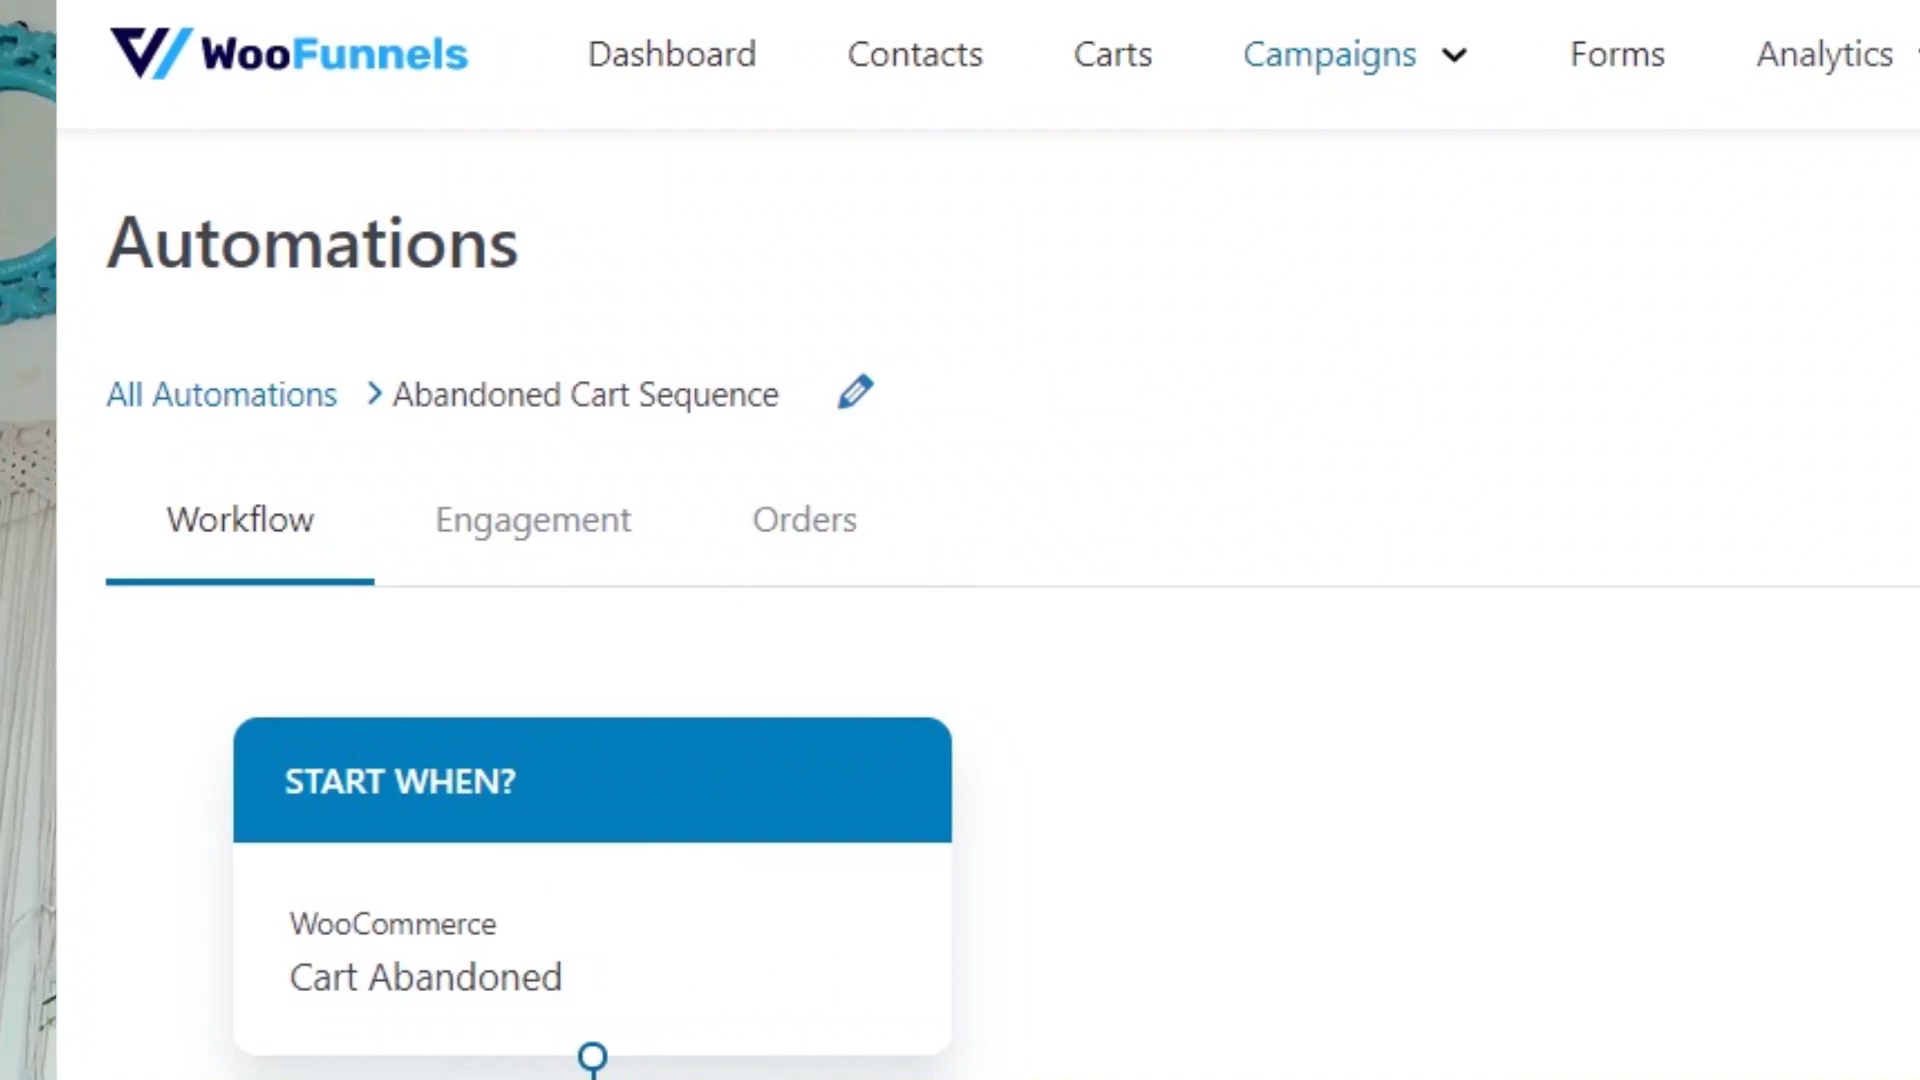 WooFunnels Dashboard Contacts Carts Campaigns Forms Analytics
Automations
All Automations > Abandoned Cart Sequence
Workflow Engagement Orders
START WHEN?
WooCommerce
Cart Abandoned